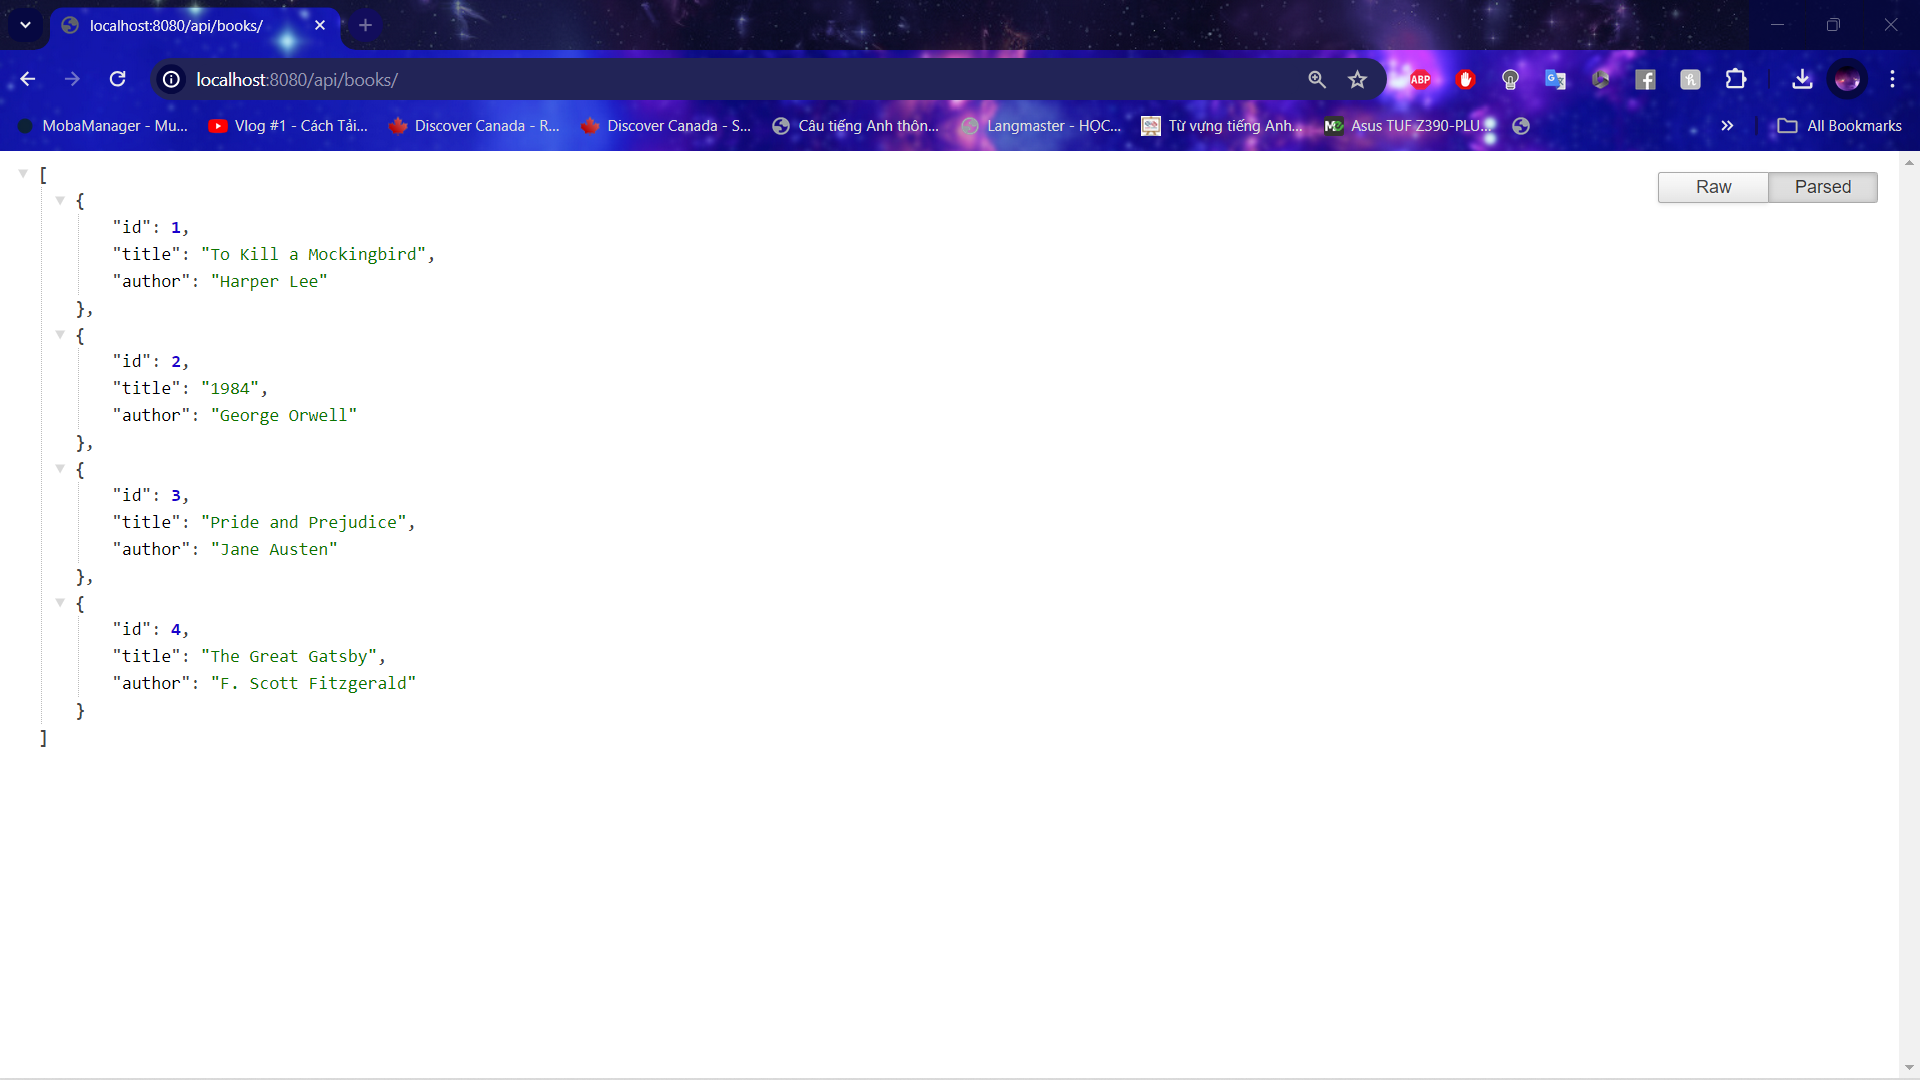 localhost:8080/api/books/
localhost:8080/api/books/
ABP
MobaManager - Mu... Vlog #1 - Cách Tải... Discover Canada - R... Discover Canada - S... Câu tiếng Anh thôn... Langmaster - HỌC... Từ vựng tiếng Anh... Asus TUF Z390-PLU... All Bookmarks
Raw Parsed
[
{
"id": 1,
"title": "To Kill a Mockingbird",
"author": "Harper Lee"
},
{
"id": 2,
"title": "1984",
"author": "George Orwell"
},
{
"id": 3,
"title": "Pride and Prejudice",
"author": "Jane Austen"
},
{
"id": 4,
"title": "The Great Gatsby",
"author": "F. Scott Fitzgerald"
}
]